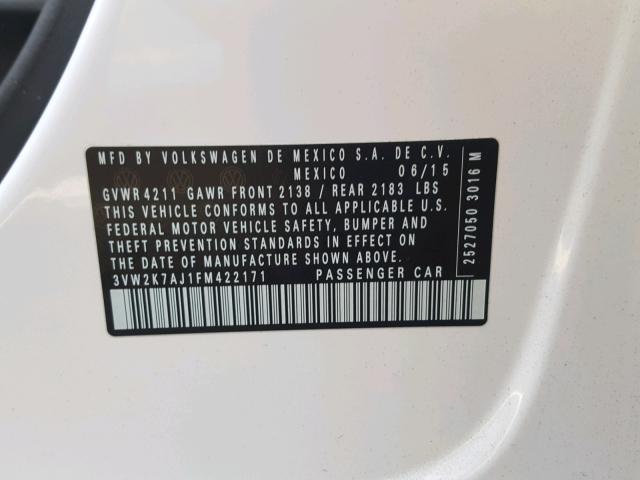 MFD BY VOLKSWAGEN DE MEXICO S.A. DE C.V.
MEXICO 06/15
GVWR 4211 GAWR FRONT 2138 / REAR 2183 LBS
THIS VEHICLE CONFORMS TO ALL APPLICABLE U.S.
FEDERAL MOTOR VEHICLE SAFETY, BUMPER AND
THEFT PREVENTION STANDARDS IN EFFECT ON
THE DATE OF MANUFACTURE SHOWN ABOVE.
3VW2K7AJ1FM422171 PASSENGER CAR
2527050 3016 M